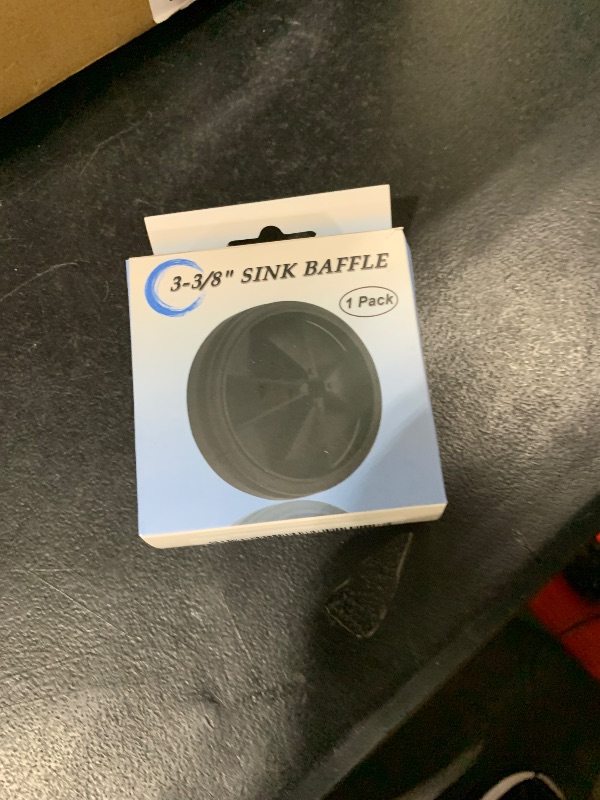 3-3/8" SINK BAFFLE
1 Pack